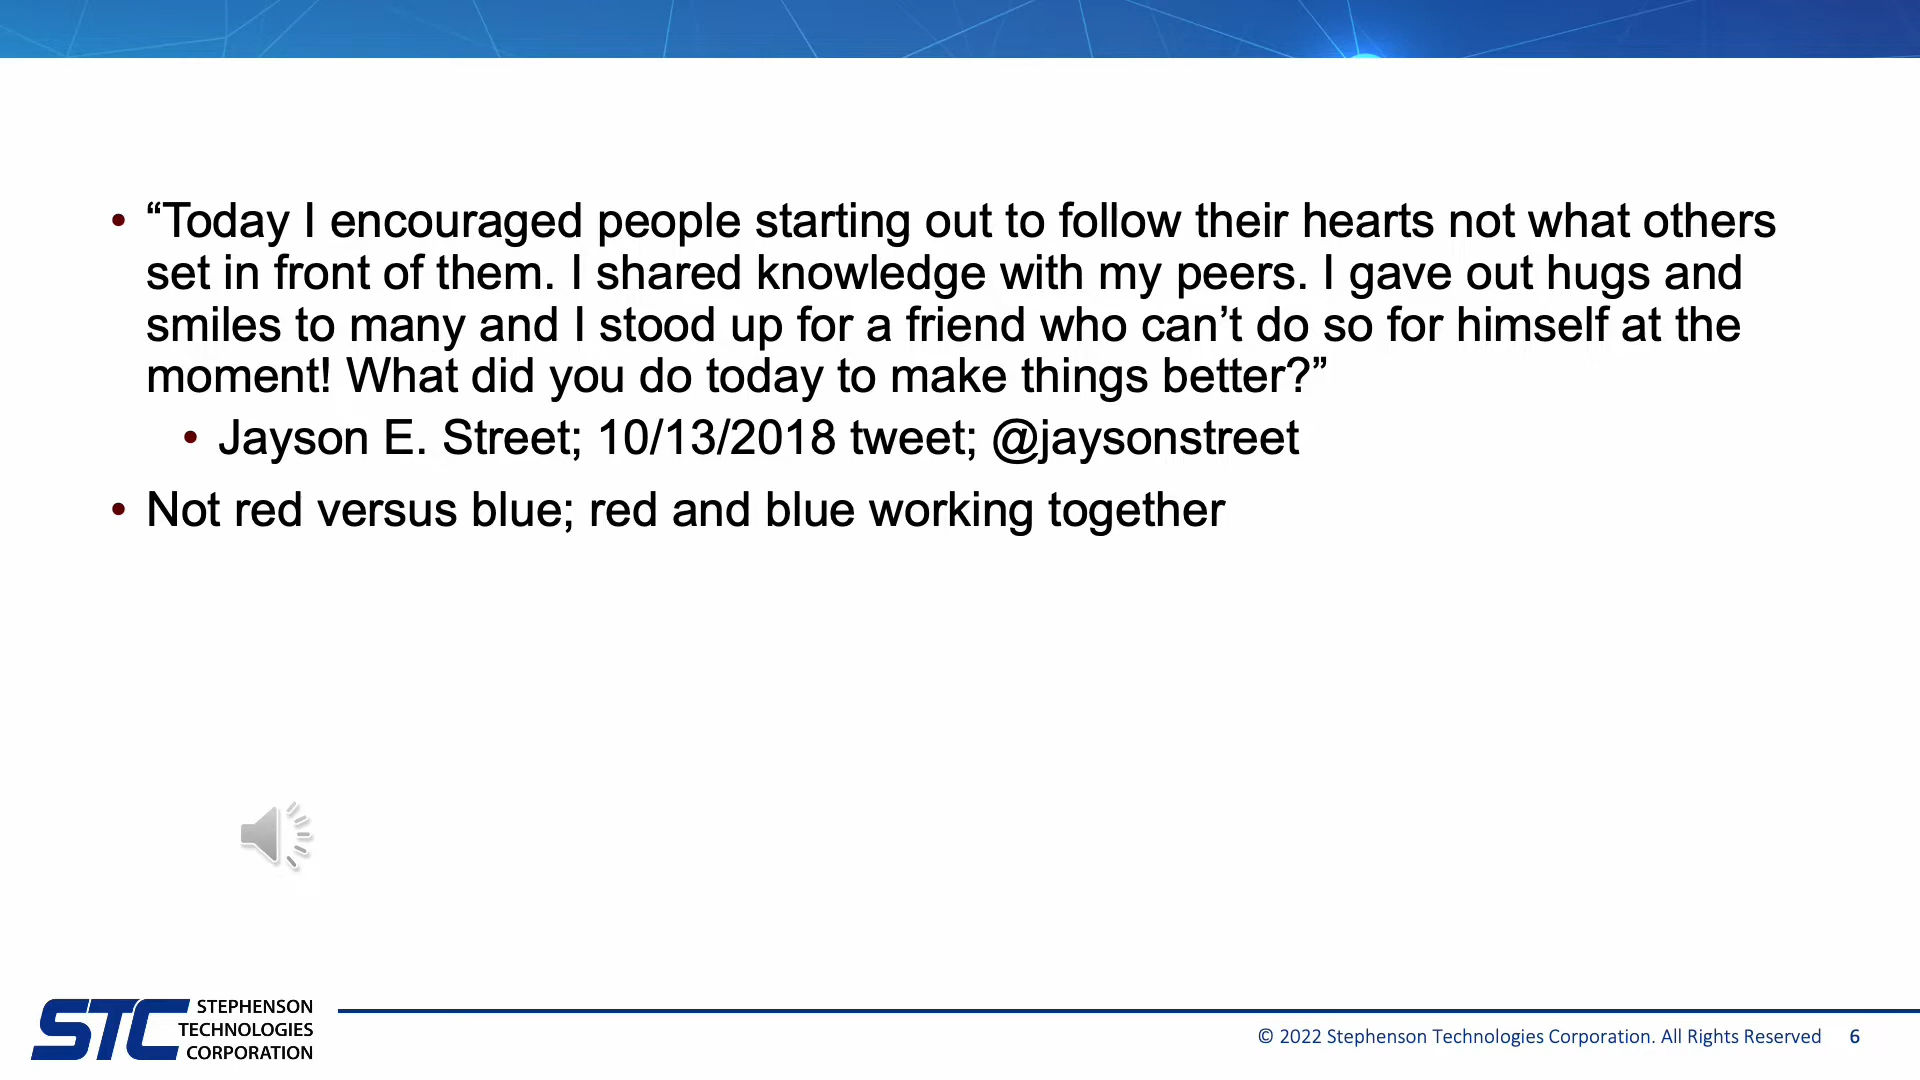 • “Today I encouraged people starting out to follow their hearts not what others
set in front of them. I shared knowledge with my peers. I gave out hugs and
smiles to many and I stood up for a friend who can’t do so for himself at the
moment! What did you do today to make things better?”
• Jayson E. Street; 10/13/2018 tweet; @jaysonstreet
• Not red versus blue; red and blue working together
STC
STEPHENSON
TECHNOLOGIES
CORPORATION
© 2022 Stephenson Technologies Corporation. All Rights Reserved 6